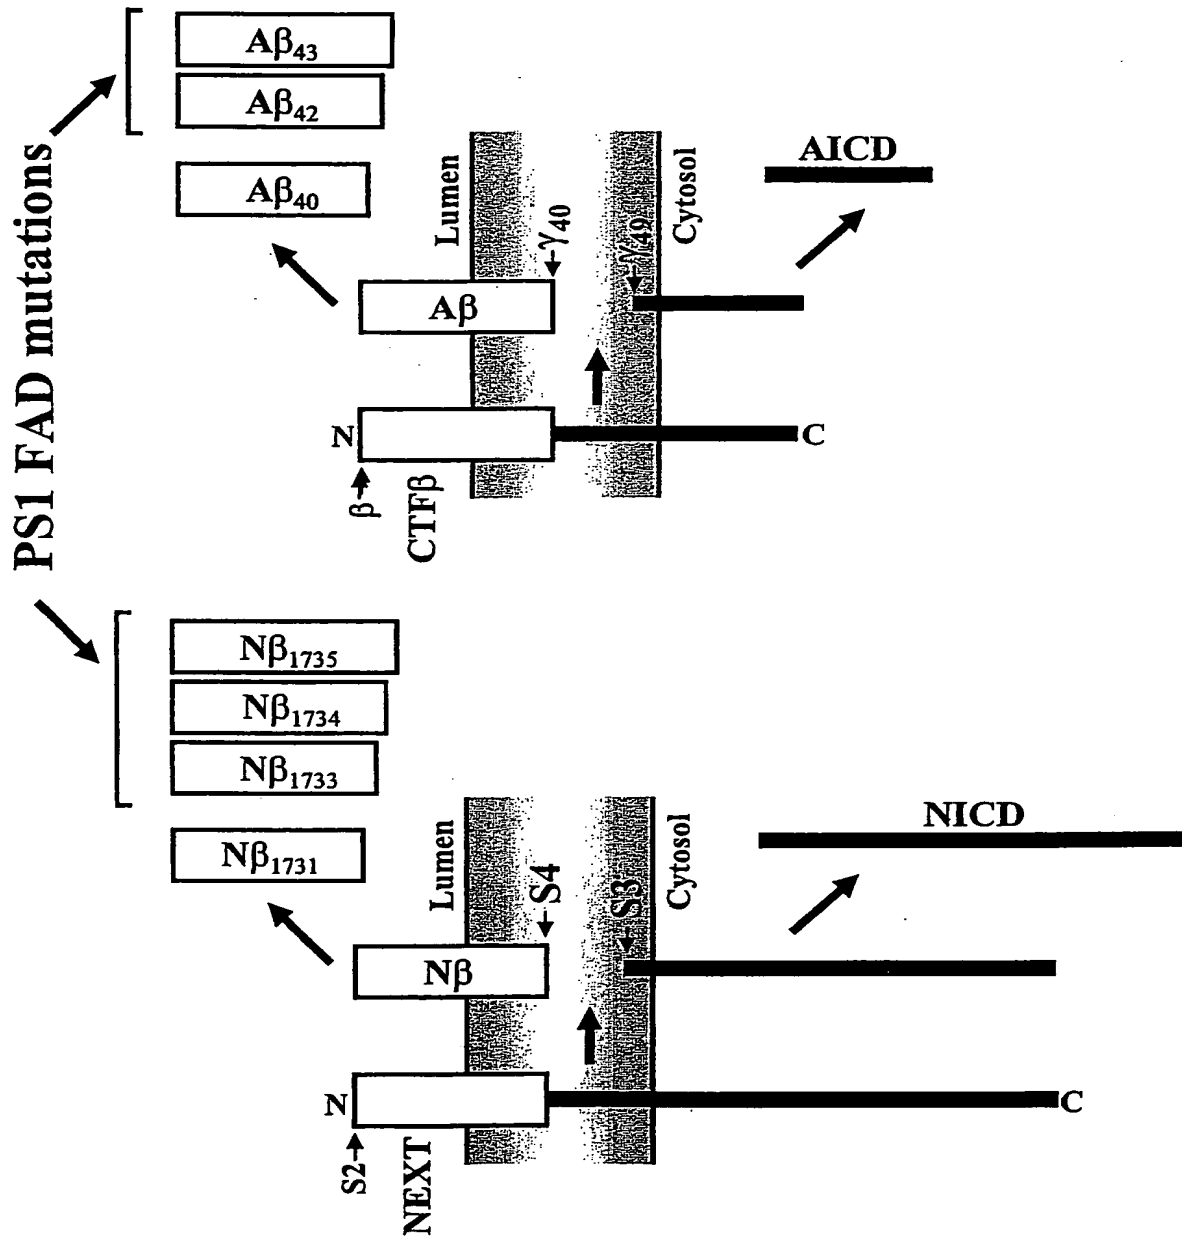 PS1 FAD mutations
Aβ43
Aβ42
Aβ40
Lumen
Cytosol
AICD
γ40
γ49
Aβ
N
C
β
CTFβ
Nβ1735
Nβ1734
Nβ1733
Nβ1731
Lumen
Cytosol
NICD
S4
S3
Nβ
N
C
S2
NEXT